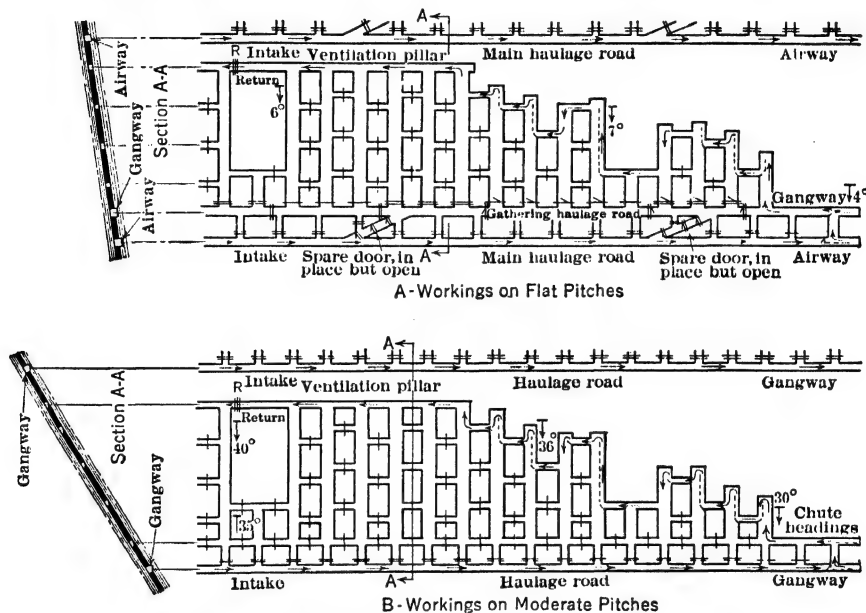 A
Airway
Section A-A
Gangway
Airway
R
Intake
Ventilation pillar
Main haulage road
Airway
Return
6°
7°
Gangway
4°
Gathering haulage road
Intake
Spare door, in
place but open
A
Main haulage road
Spare door, in
place but open
Airway
A-Workings on Flat Pitches
A
Gangway
Section A-A
Gangway
R
Intake
Ventilation pillar
Haulage road
Gangway
Return
40°
36°
30°
35°
Chute
headings
Intake
A
Haulage road
Gangway
B-Workings on Moderate Pitches